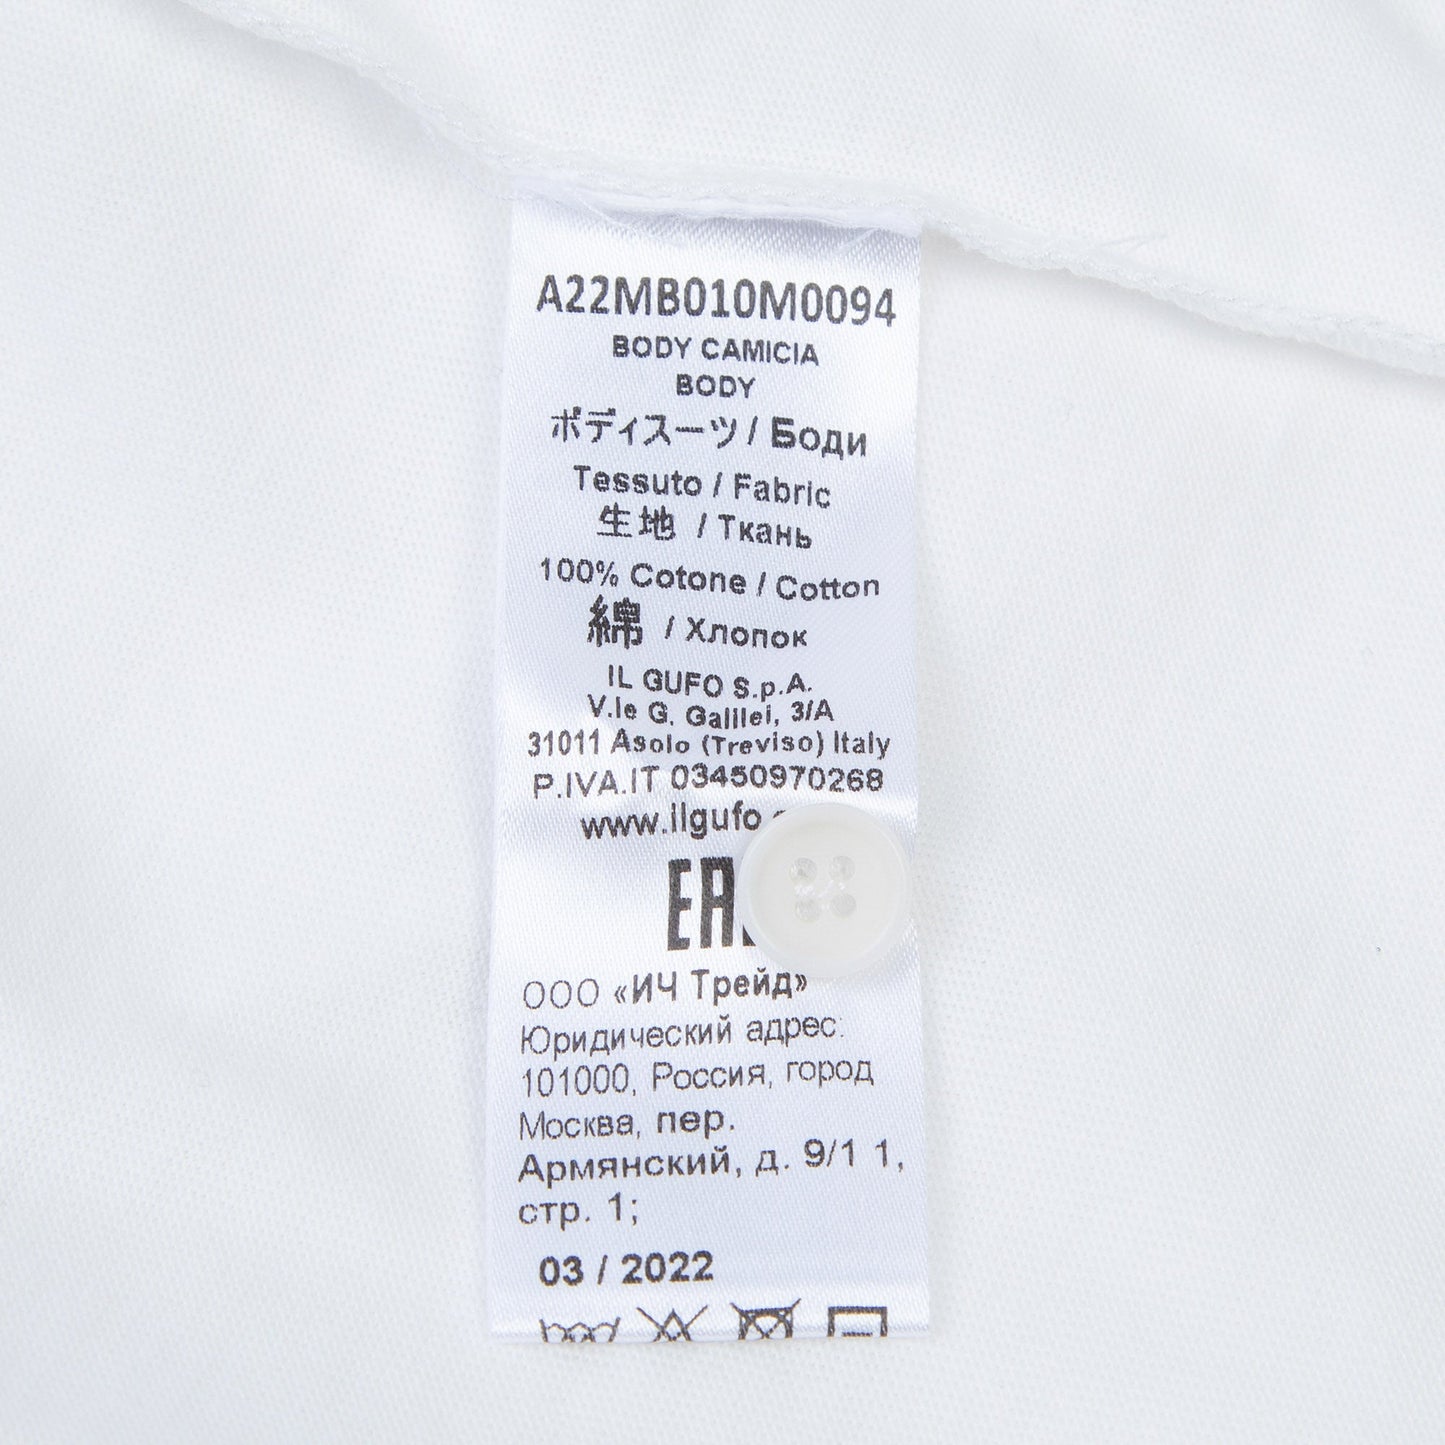 A22MB010M0094
BODY CAMICIA
BODY
ボディスーツ / Боди
Tessuto / Fabric
生地 / Ткань
100% Cotone / Cotton
綿 / Хлопок
IL GUFO S.p.A.
V.le G. Galilei, 3/A
31011 Asolo (Treviso) Italy
P.IVA.IT 03450970268
www.ilgufo.
ООО «ИЧ Трейд»
Юридический адрес:
101000, Россия, город
Москва, пер.
Армянский, д. 9/1 1,
стр. 1;
03 / 2022